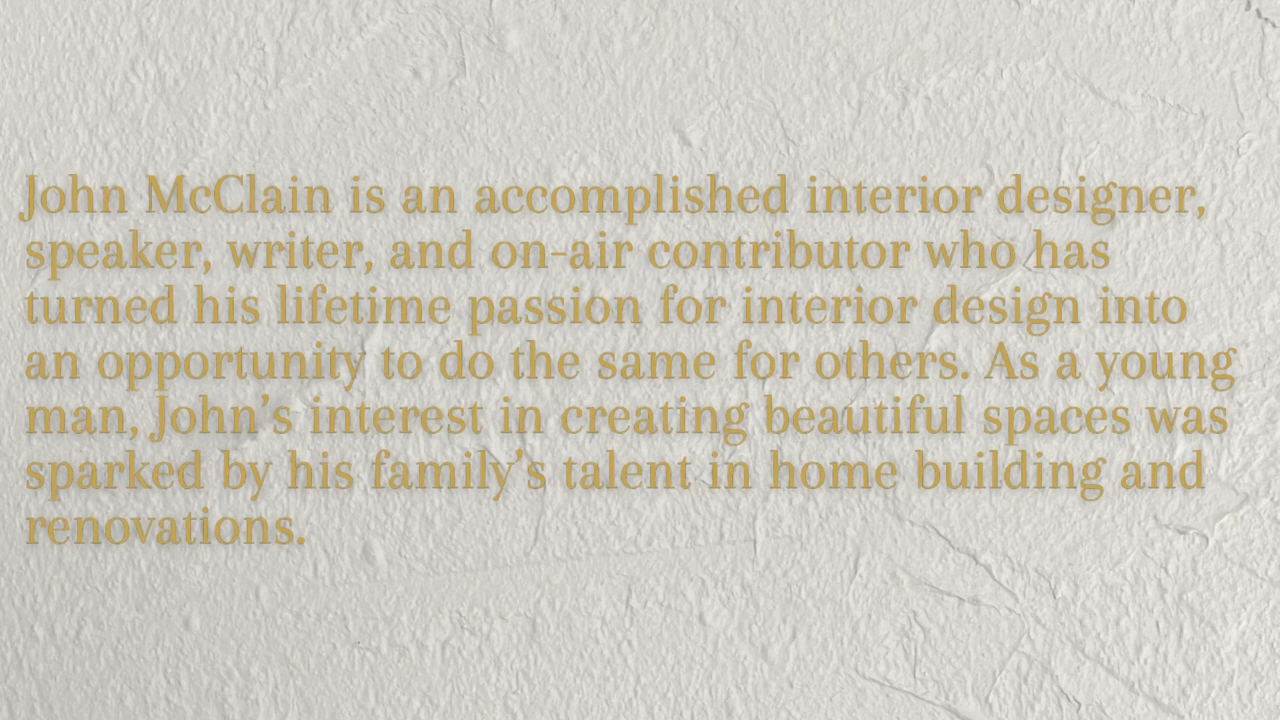 John McClain is an accomplished interior designer,
speaker, writer, and on-air contributor who has
turned his lifetime passion for interior design into
an opportunity to do the same for others. As a young
man, John’s interest in creating beautiful spaces was
sparked by his family’s talent in home building and
renovations.